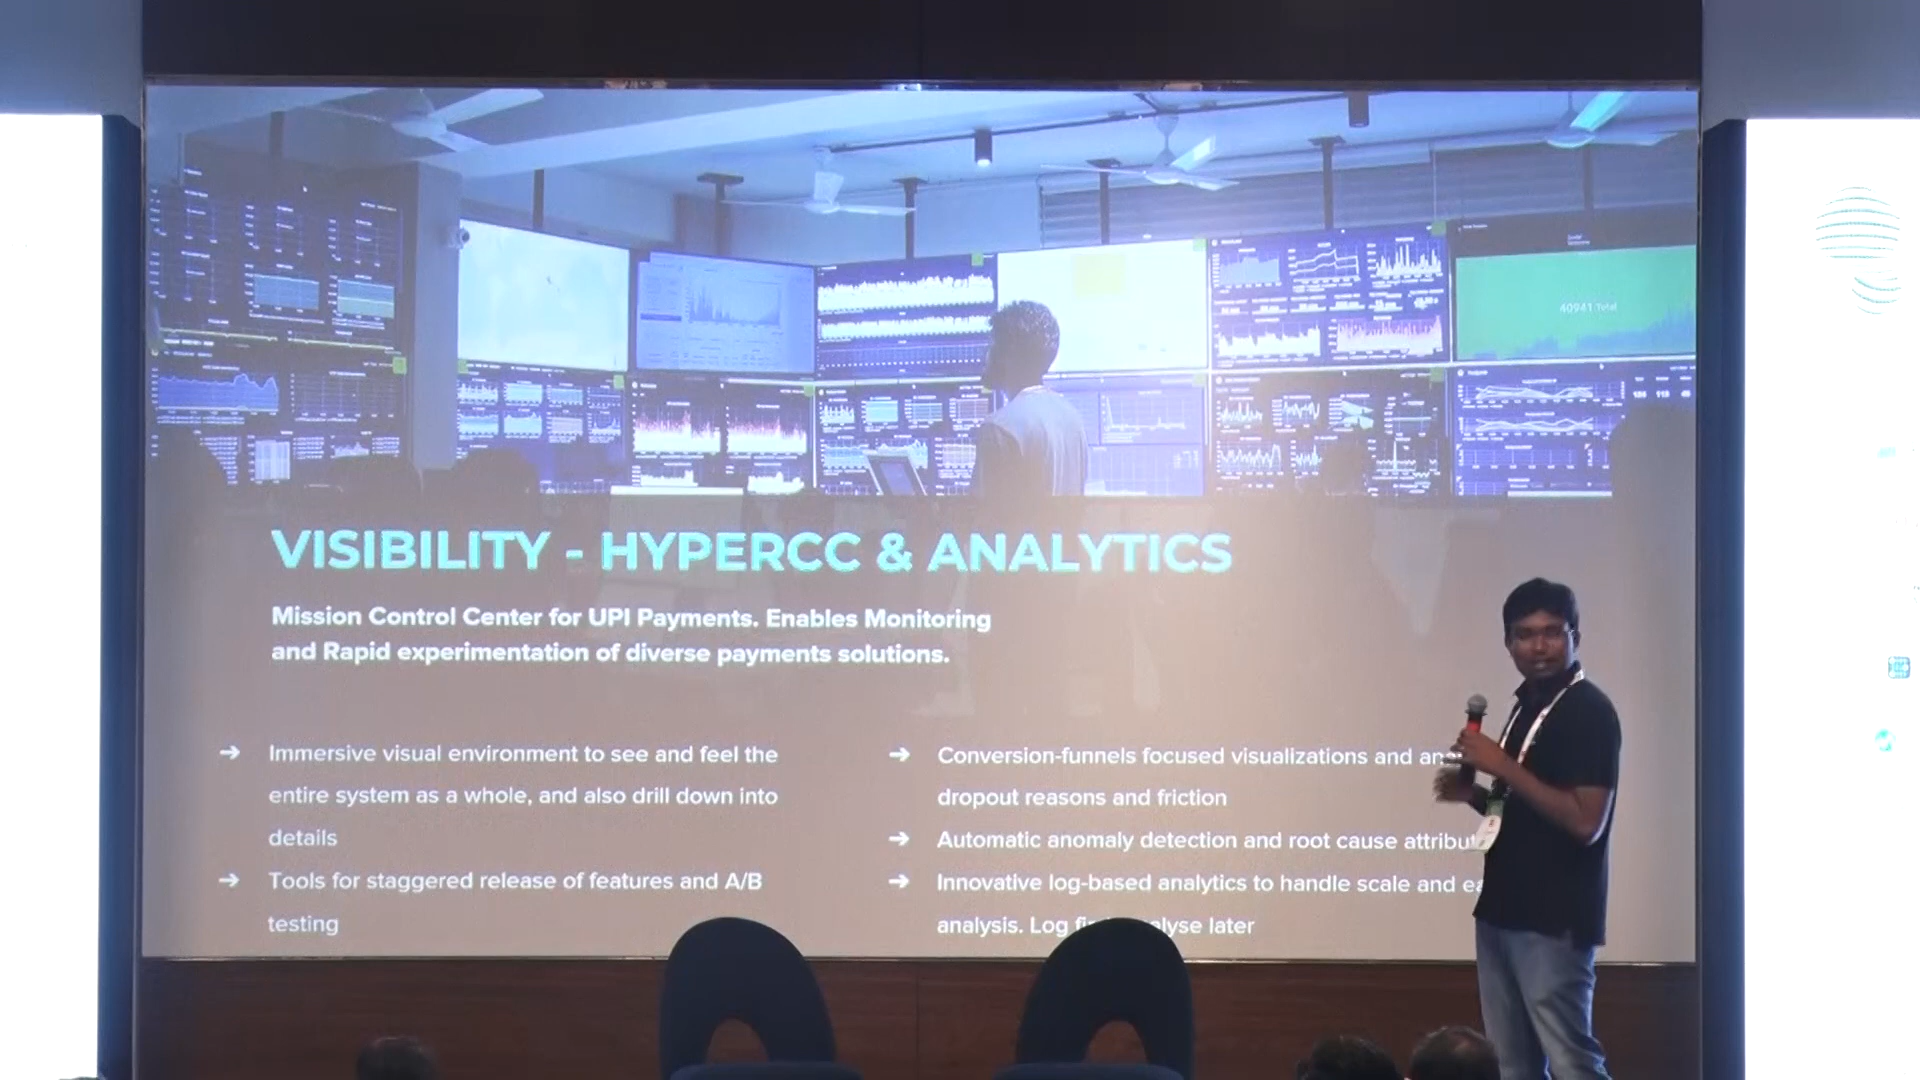 40941 Total
VISIBILITY - HYPERCC & ANALYTICS
Mission Control Center for UPI Payments. Enables Monitoring
and Rapid experimentation of diverse payments solutions.
➔ Immersive visual environment to see and feel the
entire system as a whole, and also drill down into
details
➔ Tools for staggered release of features and A/B
testing
➔ Conversion-funnels focused visualizations and
dropout reasons and friction
➔ Automatic anomaly detection and root cause
➔ Innovative log-based analytics to handle scale and
analysis. Log later